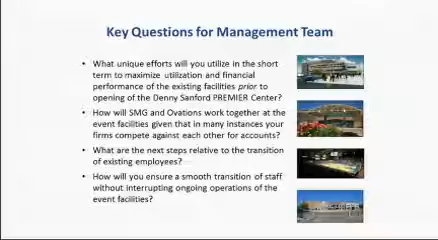 Key Questions for Management Team
• What unique efforts will you utilize in the short
term to maximize utilization and financial
performance of the existing facilities prior to
opening of the Denny Sanford PREMIER Center?
• How will SMG and Ovations work together at the
event facilities given that in many instances your
firms compete against each other for accounts?
• What are the next steps relative to the transition
of existing employees?
• How will you ensure a smooth transition of staff
without interrupting ongoing operations of the
event facilities?